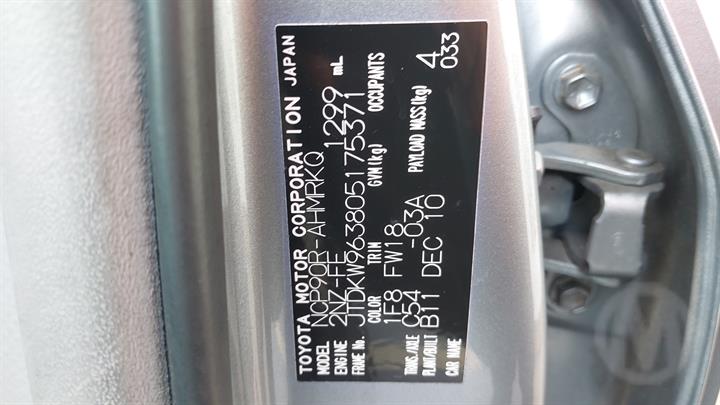 TOYOTA MOTOR CORPORATION JAPAN
MODEL NCP90R-AHMRKQ
ENGINE 2NZ-FE 1299 mL
FRAME No. JTDKW963805175371
COLOR TRIM GVM(kg) OCCUPANTS
1E8 FW18 4
TRANS./AXLE C54 -03A PAYLOAD MASS(kg) 033
PLANT/BUILT B11 DEC 10
CAR NAME
M